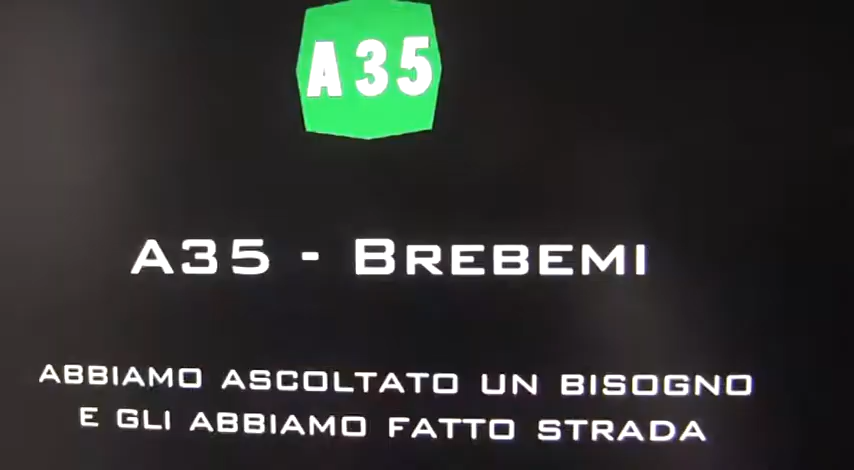 A35
A35 - BREBEMI
ABBIAMO ASCOLTATO UN BISOGNO
E GLI ABBIAMO FATTO STRADA